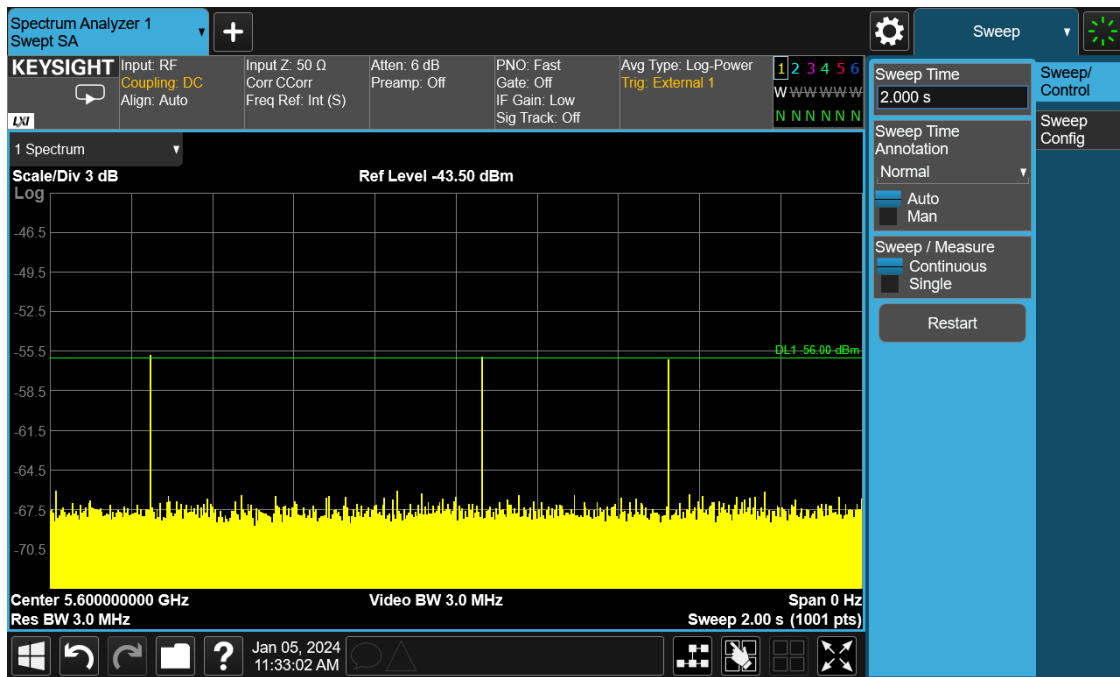 Spectrum Analyzer 1
Swept SA
+
Sweep
KEYSIGHT
LXI
Input: RF
Coupling: DC
Align: Auto
Input Z: 50 Ω
Corr CCorr
Freq Ref: Int (S)
Atten: 6 dB
Preamp: Off
PNO: Fast
Gate: Off
IF Gain: Low
Sig Track: Off
Avg Type: Log-Power
Trig: External 1
1 2 3 4 5 6
W W W W W W
N N N N N N
Sweep Time
2.000 s
Sweep Time
Annotation
Normal
Auto
Man
Sweep / Measure
Continuous
Single
Restart
Sweep/
Control
Sweep
Config
1 Spectrum
Scale/Div 3 dB
Ref Level -43.50 dBm
Log
-46.5
-49.5
-52.5
-55.5
DL1 -56.00 dBm
-58.5
-61.5
-64.5
-67.5
-70.5
Center 5.600000000 GHz
Video BW 3.0 MHz
Span 0 Hz
Res BW 3.0 MHz
Sweep 2.00 s (1001 pts)
?
Jan 05, 2024
11:33:02 AM